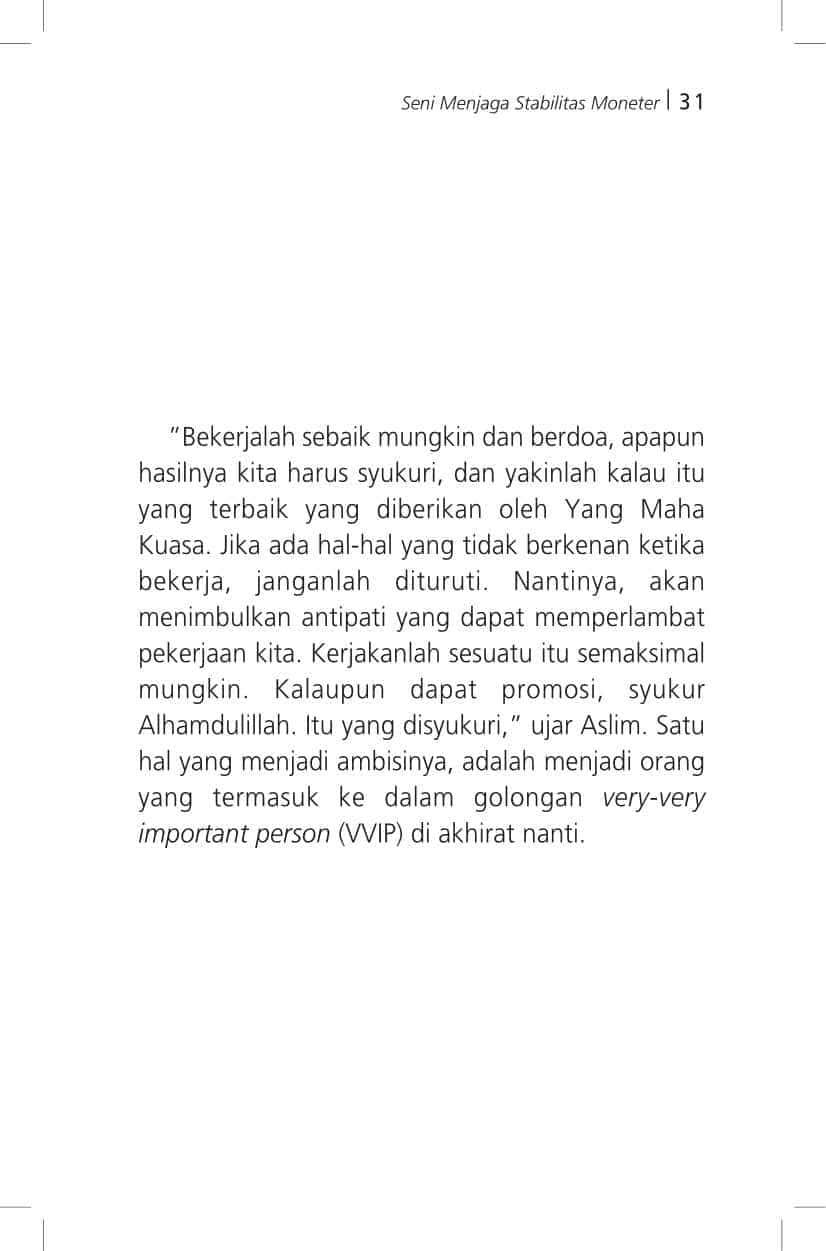 Seni Menjaga Stabilitas Moneter | 31
”Bekerjalah sebaik mungkin dan berdoa, apapun
hasilnya kita harus syukuri, dan yakinlah kalau itu
yang terbaik yang diberikan oleh Yang Maha
Kuasa. Jika ada hal-hal yang tidak berkenan ketika
bekerja, janganlah dituruti. Nantinya, akan
menimbulkan antipati yang dapat memperlambat
pekerjaan kita. Kerjakanlah sesuatu itu semaksimal
mungkin. Kalaupun dapat promosi, syukur
Alhamdulillah. Itu yang disyukuri,” ujar Aslim. Satu
hal yang menjadi ambisinya, adalah menjadi orang
yang termasuk ke dalam golongan very-very
important person (VVIP) di akhirat nanti.